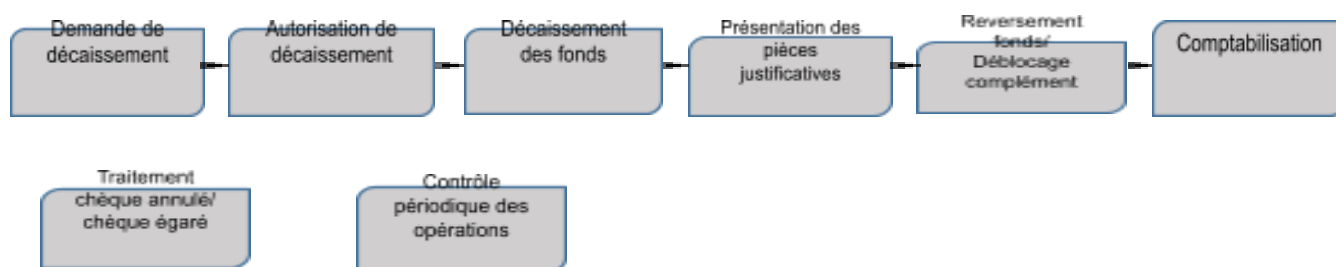 Demande de
décaissement
Autorisation de
décaissement
Décaissement
des fonds
Présentation des
pièces
justificatives
Reversement
fonds/
Déblocage
complément
Comptabilisation
Traitement
chèque annulé/
chèque égaré
Contrôle
périodique des
opérations